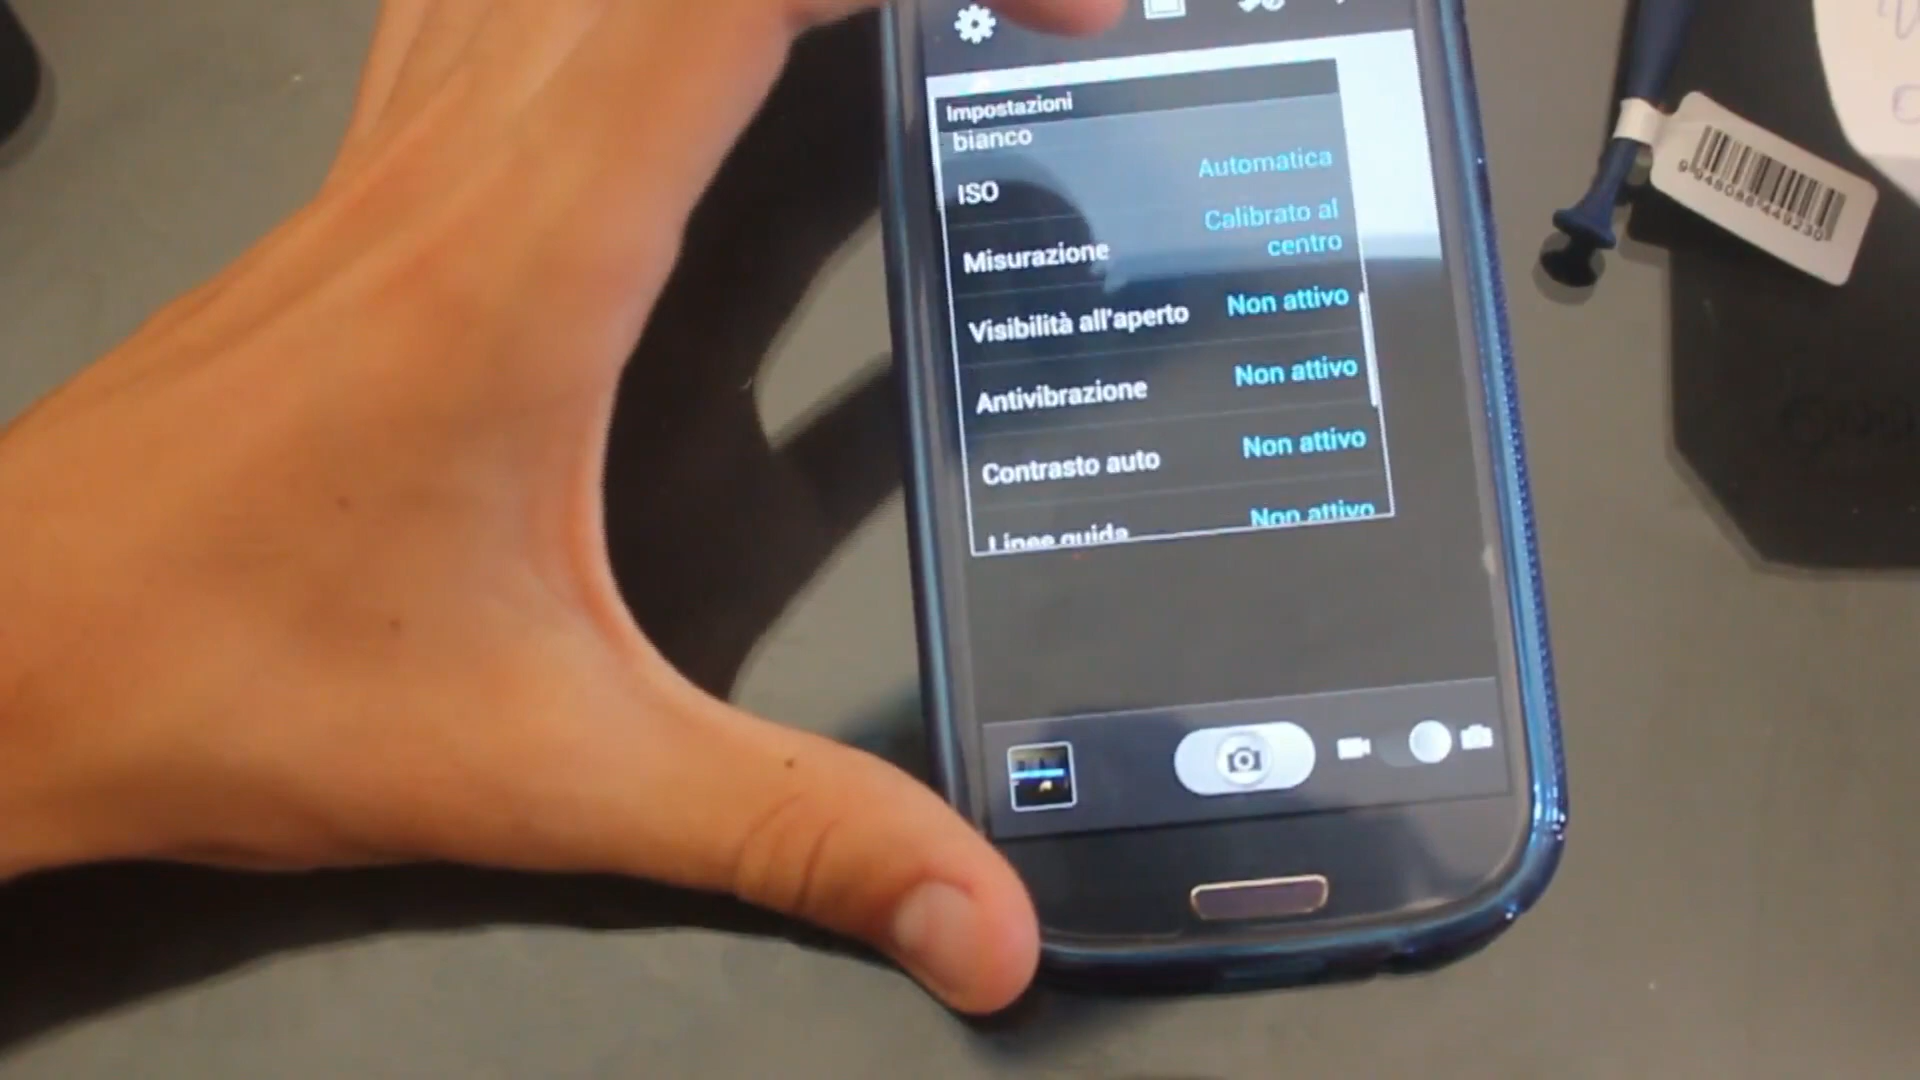 Impostazioni
bianco
ISO Automatica
Misurazione Calibrato al
centro
Visibilità all'aperto Non attivo
Antivibrazione Non attivo
Contrasto auto Non attivo
Linee guida Non attivo